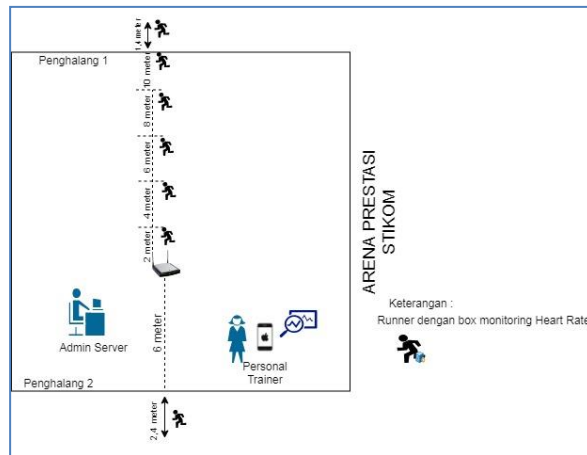 1,4 meter
Penghalang 1
10 meter
8 meter
6 meter
4 meter
2 meter
6 meter
Admin Server
Personal
Trainer
Penghalang 2
2,4 meter
ARENA PRESTASI
STIKOM
Keterangan :
Runner dengan box monitoring Heart Rate